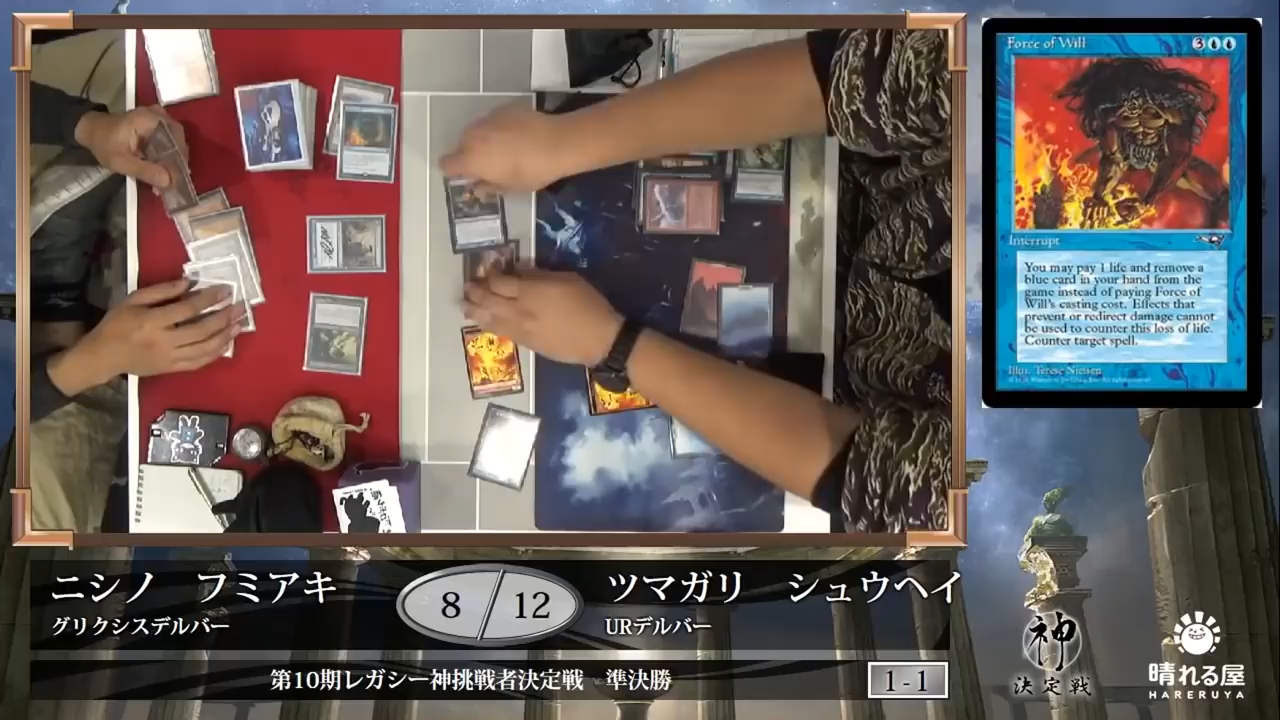 Force of Will 3
Interrupt
You may pay 1 life and remove a
blue card in your hand from the
game instead of paying Force of
Will's casting cost. Effects that
prevent or redirect damage cannot
be used to counter this loss of life.
Counter target spell.
Illus. Terese Nielsen
ニシノ フミアキ
グリクシスデルバー
8 / 12
ツマガリ シュウヘイ
URデルバー
第10期レガシー神挑戦者決定戦 準決勝
1-1
神
決定戦
晴れる屋
HARERUYA